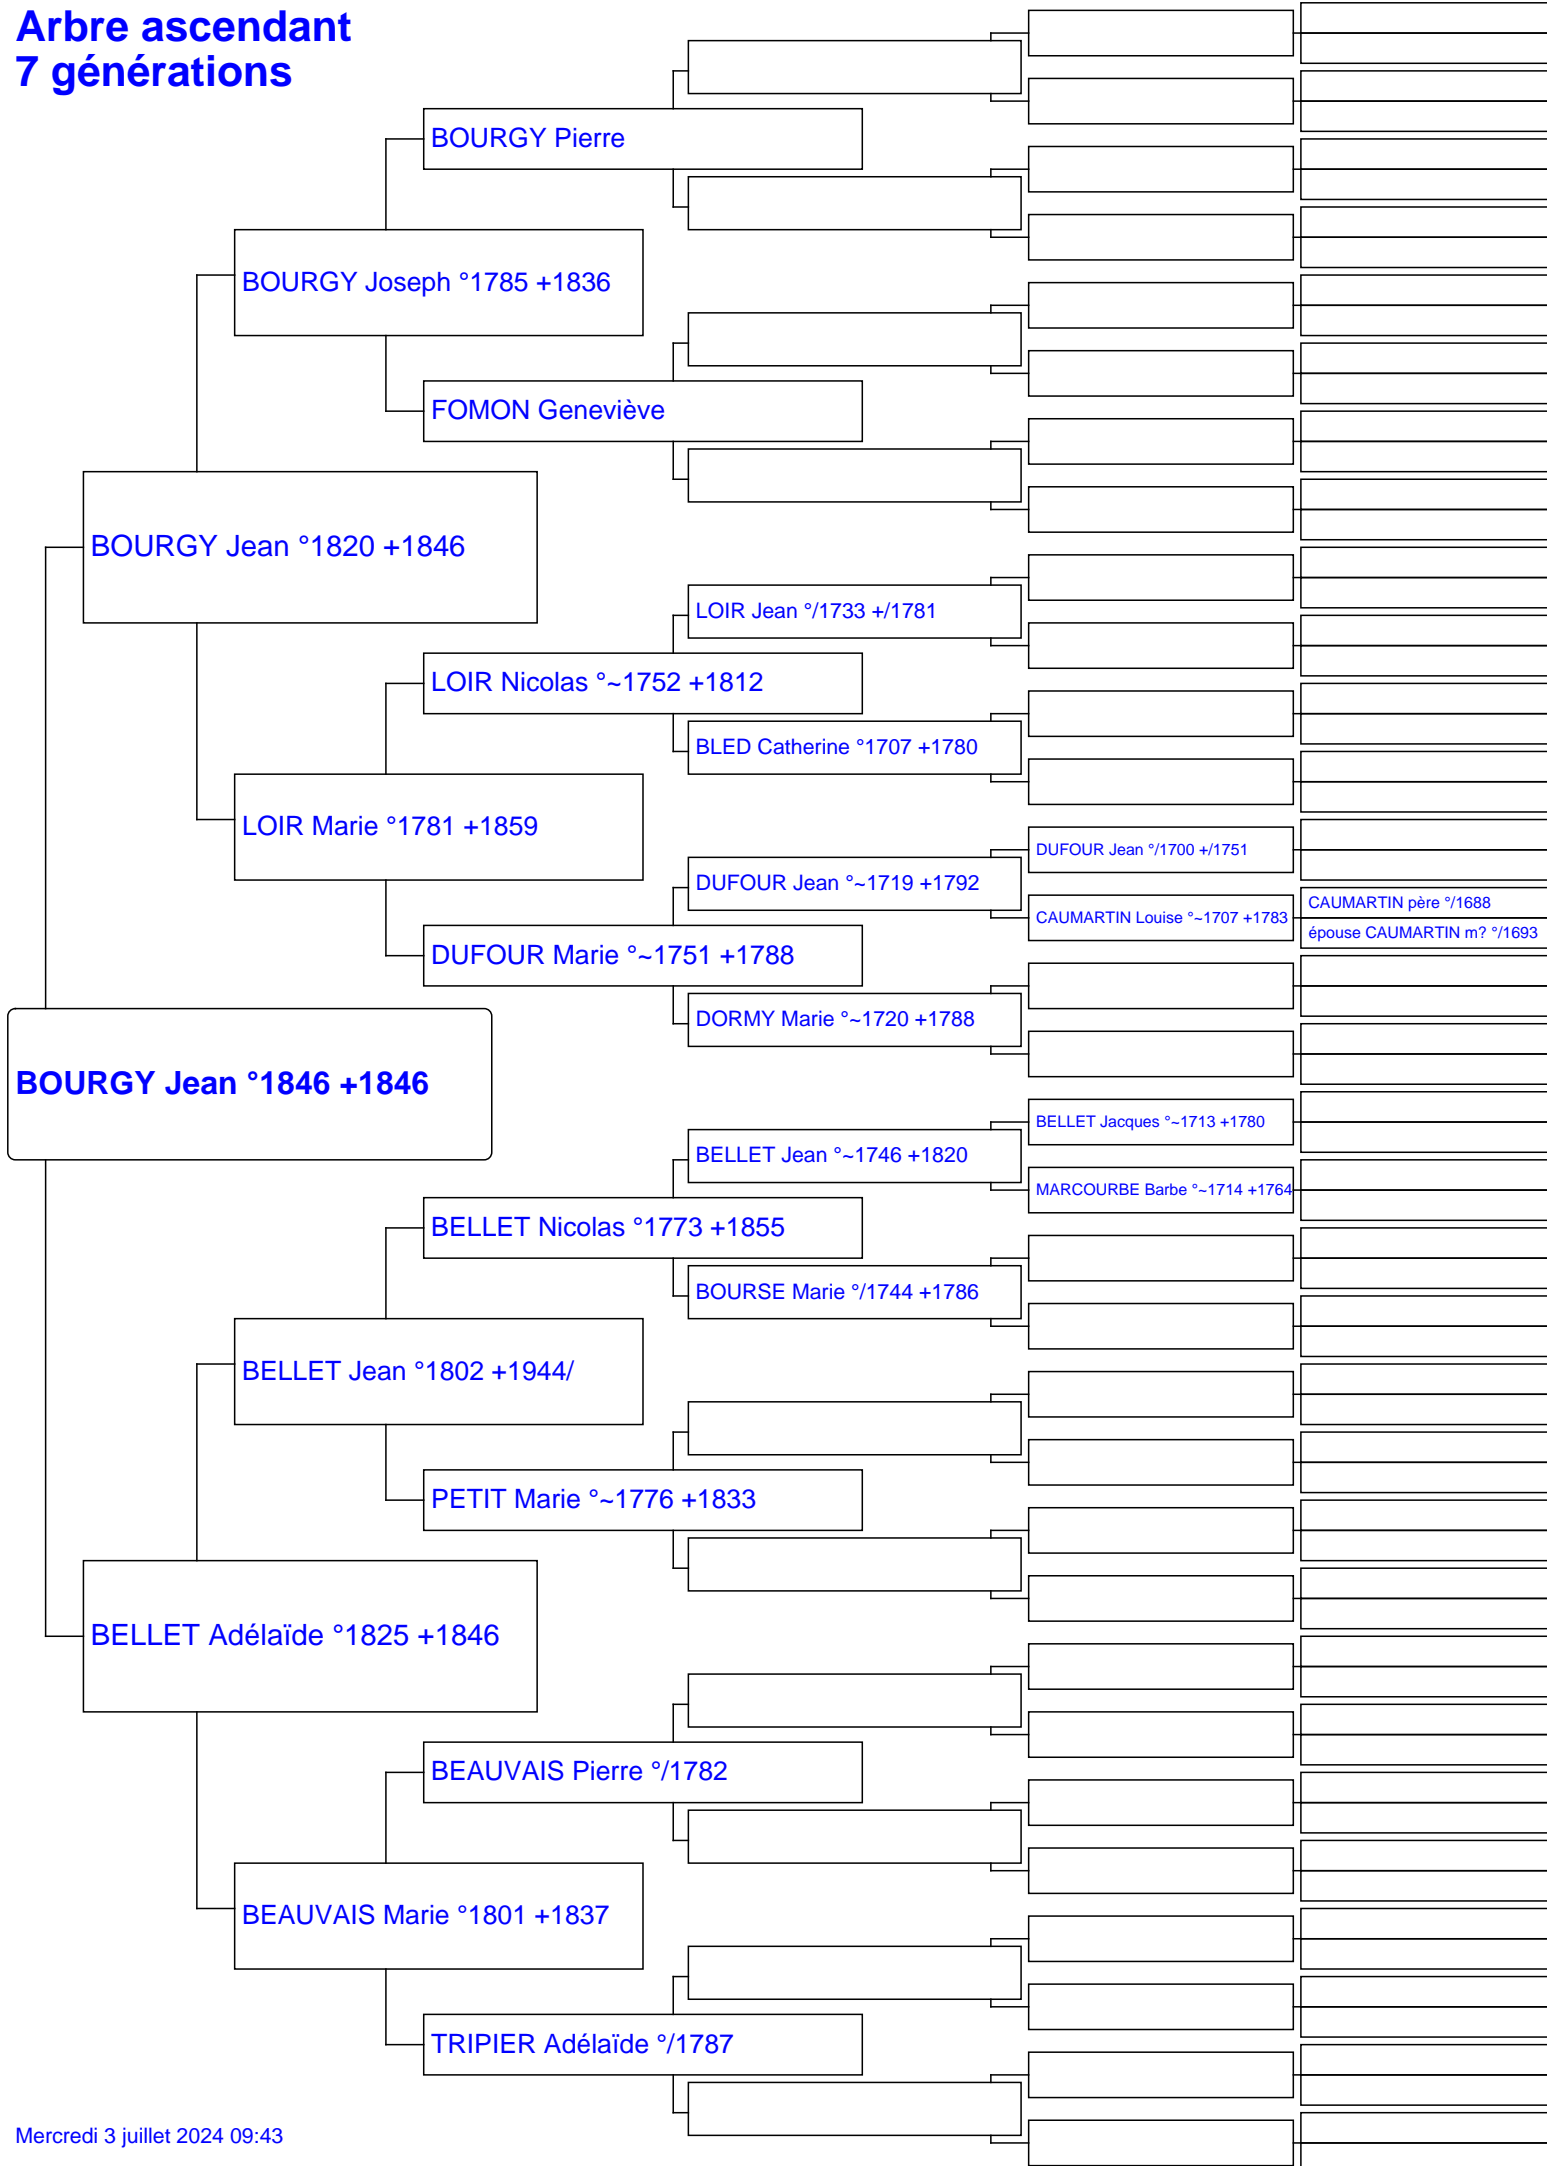 Arbre ascendant
7 générations
BOURGY Pierre
BOURGY Joseph °1785 +1836
FOMON Geneviève
BOURGY Jean °1820 +1846
LOIR Jean °/1733 +/1781
LOIR Nicolas °~1752 +1812
BLED Catherine °1707 +1780
LOIR Marie °1781 +1859
DUFOUR Jean °/1700 +/1751
DUFOUR Jean °~1719 +1792
CAUMARTIN père °/1688
CAUMARTIN Louise °~1707 +1783
épouse CAUMARTIN m? °/1693
DUFOUR Marie °~1751 +1788
DORMY Marie °~1720 +1788
BOURGY Jean °1846 +1846
BELLET Jacques °~1713 +1780
BELLET Jean °~1746 +1820
MARCOURBE Barbe °~1714 +1764
BELLET Nicolas °1773 +1855
BOURSE Marie °/1744 +1786
BELLET Jean °1802 +1944/
PETIT Marie °~1776 +1833
BELLET Adélaïde °1825 +1846
BEAUVAIS Pierre °/1782
BEAUVAIS Marie °1801 +1837
TRIPIER Adélaïde °/1787
Mercredi 3 juillet 2024 09:43